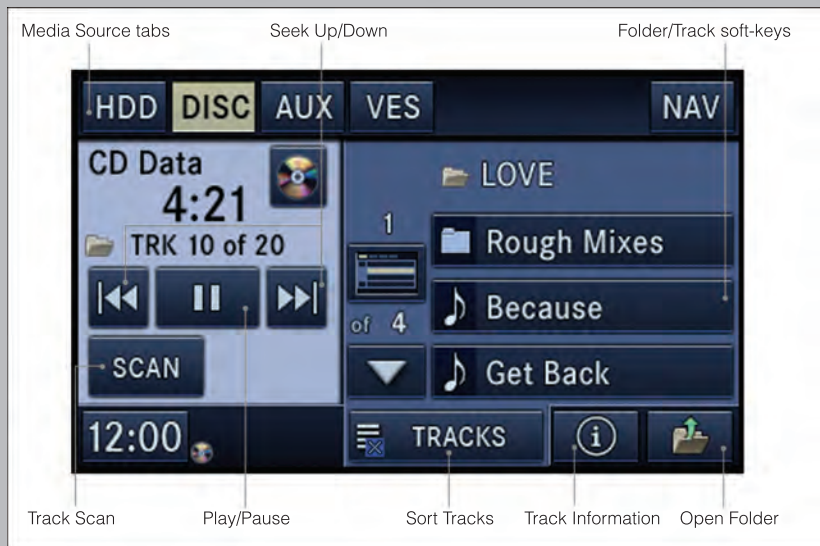 Media Source tabs
Seek Up/Down
Folder/Track soft-keys
HDD DISC AUX VES NAV
CD Data
4:21
TRK 10 of 20
SCAN
12:00
LOVE
1
of 4
Rough Mixes
Because
Get Back
TRACKS
i
Track Scan
Play/Pause
Sort Tracks
Track Information
Open Folder